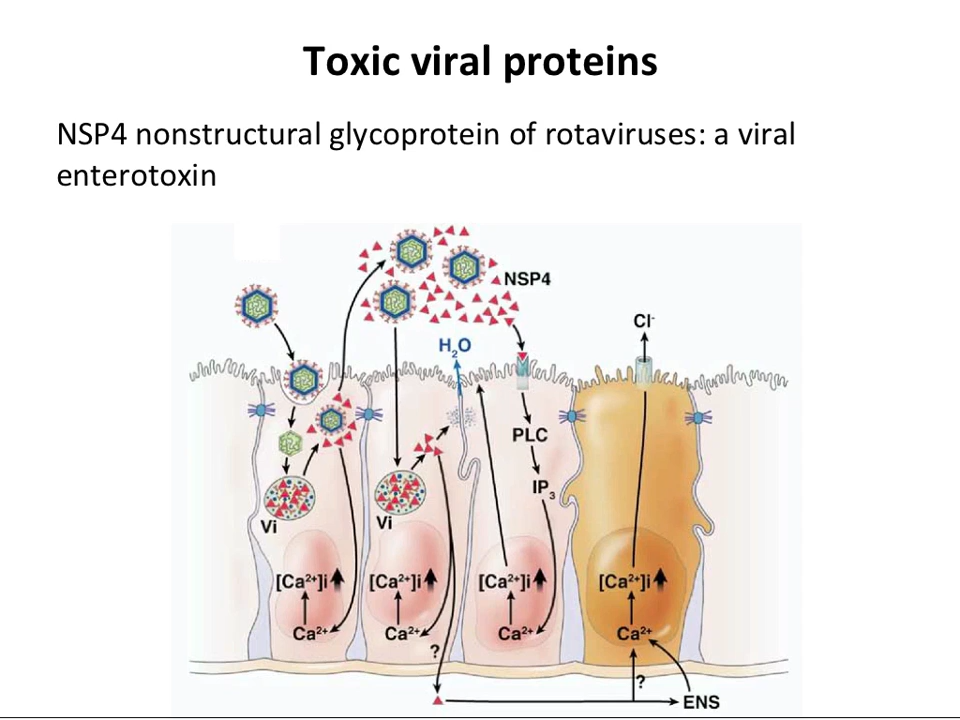 Toxic viral proteins
NSP4 nonstructural glycoprotein of rotaviruses: a viral
enterotoxin
NSP4
Cl⁻
H₂O
PLC
IP₃
Vi
Vi
[Ca²⁺]i
[Ca²⁺]i
[Ca²⁺]i
[Ca²⁺]i
Ca²⁺
Ca²⁺
Ca²⁺
Ca²⁺
?
?
ENS